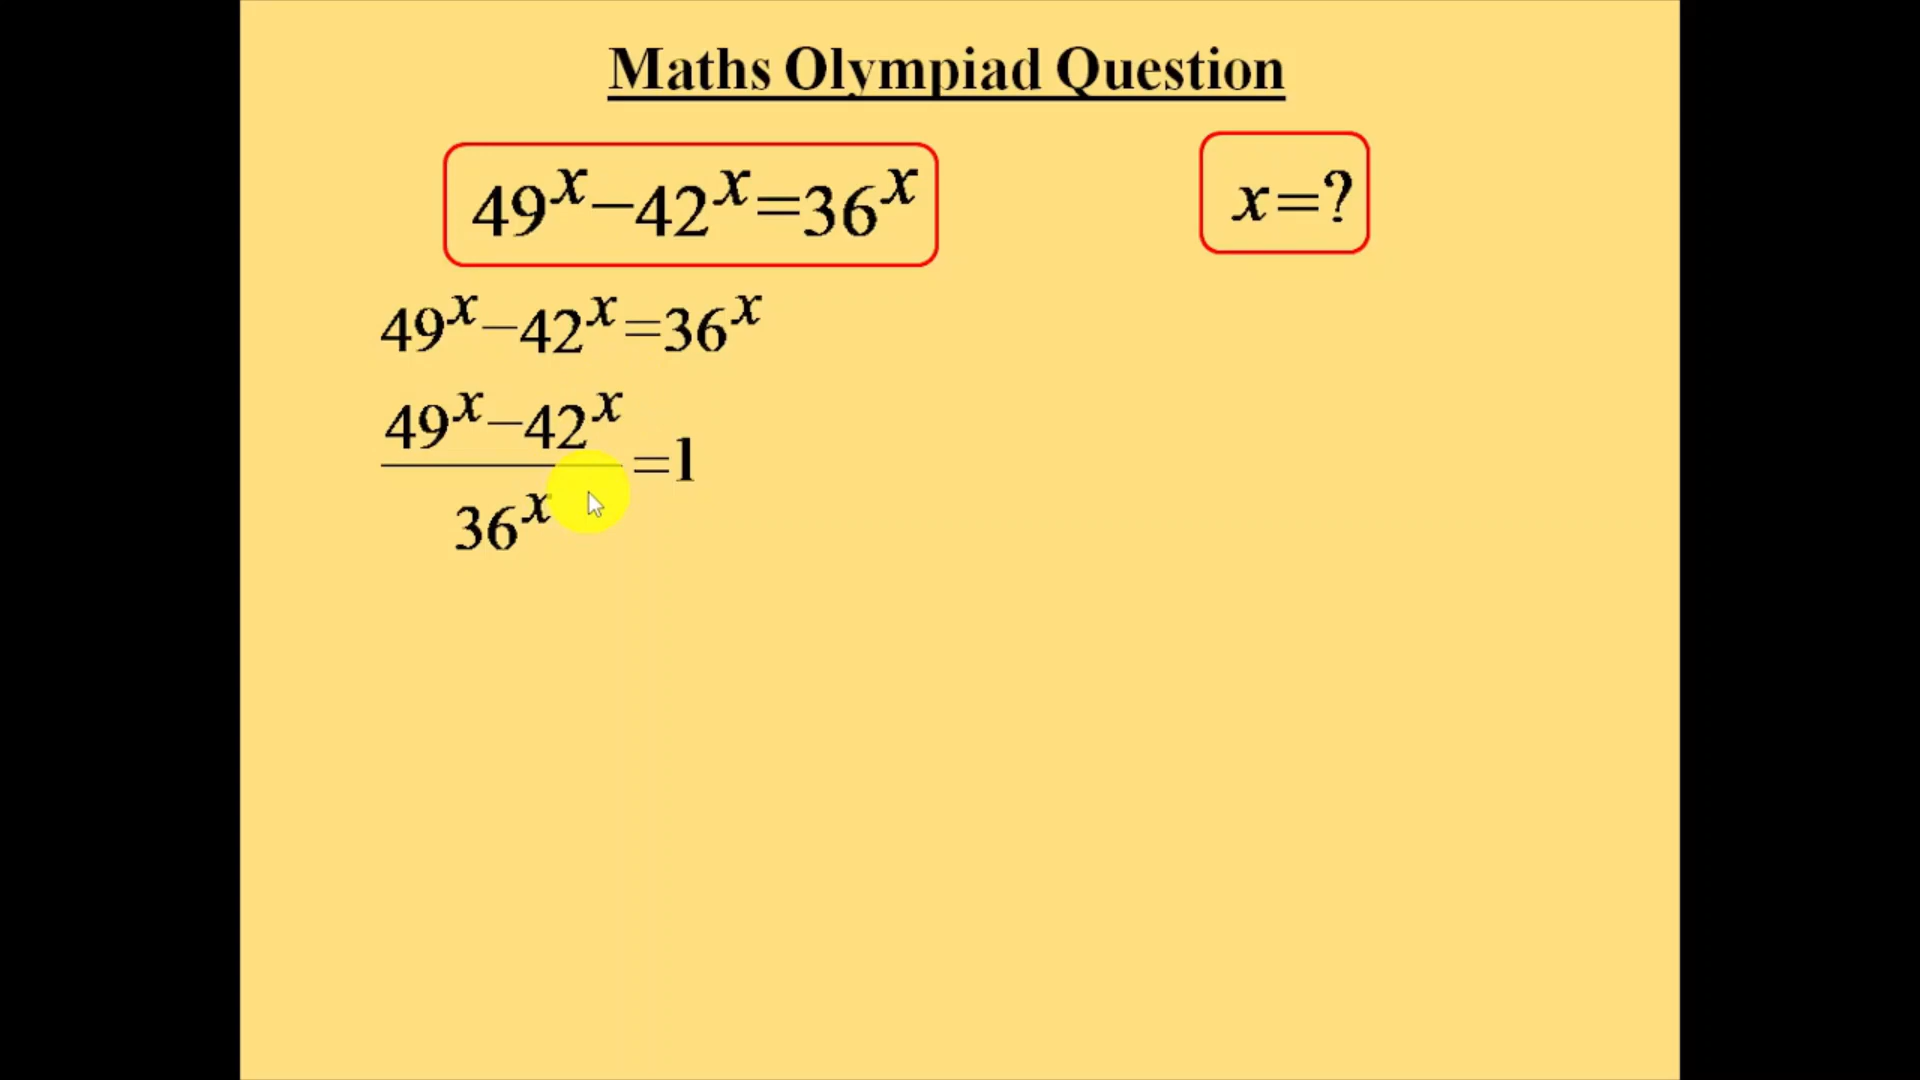 Maths Olympiad Question
49^x−42^x=36^x
x=?
49^x−42^x=36^x
49^x−42^x
=1
36^x